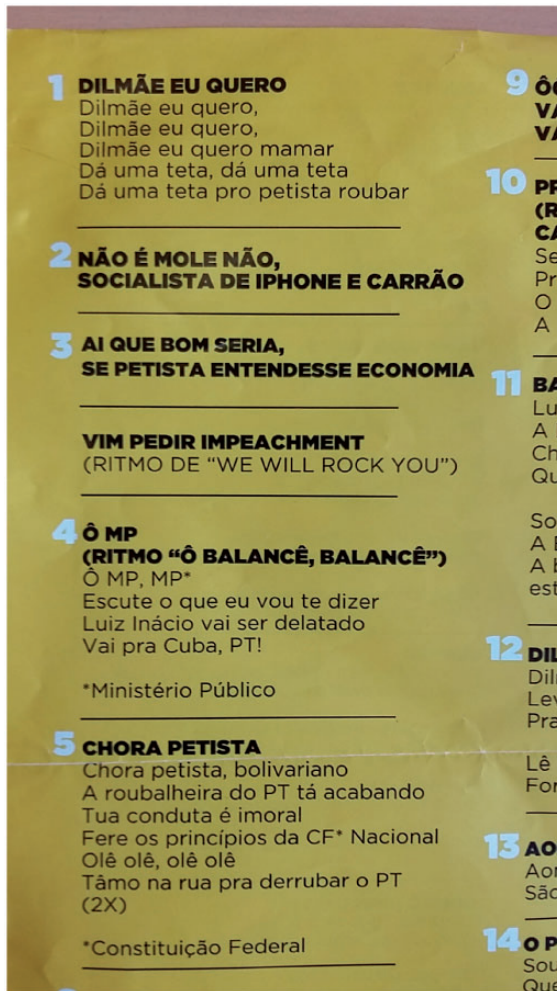 1 DILMÃE EU QUERO
Dilmãe eu quero,
Dilmãe eu quero,
Dilmãe eu quero mamar
Dá uma teta, dá uma teta
Dá uma teta pro petista roubar
2 NÃO É MOLE NÃO,
SOCIALISTA DE IPHONE E CARRÃO
3 AI QUE BOM SERIA,
SE PETISTA ENTENDESSE ECONOMIA
VIM PEDIR IMPEACHMENT
(RITMO DE “WE WILL ROCK YOU”)
4 Ô MP
(RITMO “Ô BALANCÊ, BALANCÊ”)
Ô MP, MP*
Escute o que eu vou te dizer
Luiz Inácio vai ser delatado
Vai pra Cuba, PT!
*Ministério Público
5 CHORA PETISTA
Chora petista, bolivariano
A roubalheira do PT tá acabando
Tua conduta é imoral
Fere os princípios da CF* Nacional
Olê olê, olê olê
Tâmo na rua pra derrubar o PT
(2X)
*Constituição Federal
9
10
O
A
11
A
A
12
Lê
13
14 O